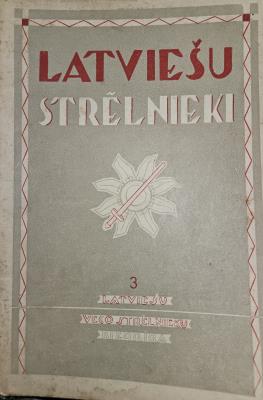 LATVIEŠU
STRĒLNIEKI
3
LATVIEŠU
VECO STRĒLNIEKU
BIEDRĪBA